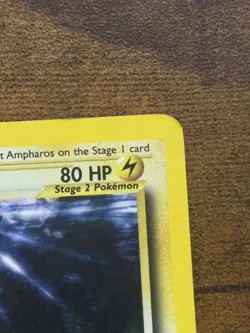 t Ampharos on the Stage 1 card
80 HP
Stage 2 Pokémon